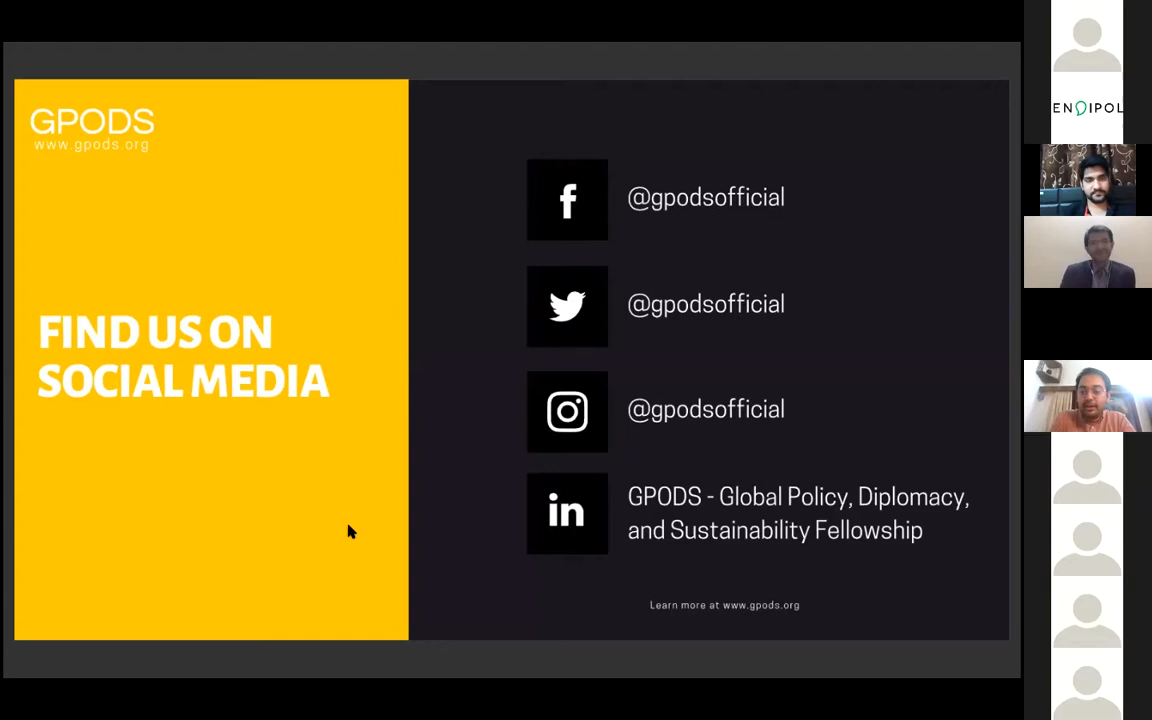 GPODS
www.gpods.org
FIND US ON
SOCIAL MEDIA
@gpodsofficial
@gpodsofficial
@gpodsofficial
in
GPODS - Global Policy, Diplomacy,
and Sustainability Fellowship
Learn more at www.gpods.org
ENDIPOL